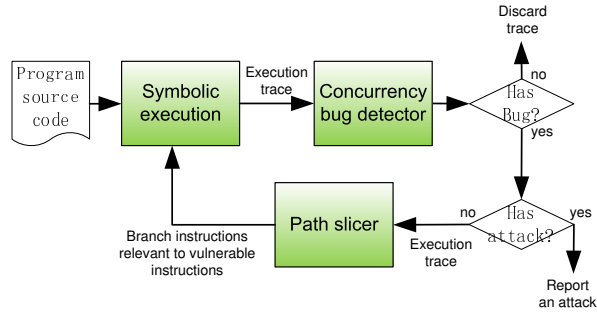 Discard
trace
Program
source
code
Symbolic
execution
Execution
trace
Concurrency
bug detector
Has
Bug?
no
yes
Has
attack?
no
yes
Execution
trace
Path slicer
Branch instructions
relevant to vulnerable
instructions
Report
an attack